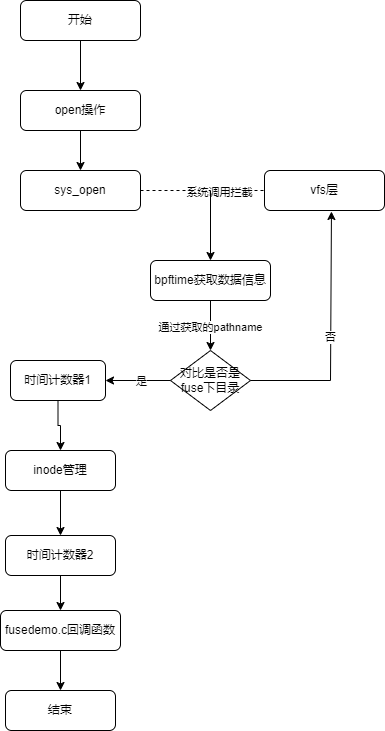 开始
open操作
sys_open
系统调用拦截
vfs层
bpftime获取数据信息
通过获取的pathname
否
对比是否是
fuse下目录
是
时间计数器1
inode管理
时间计数器2
fusedemo.c回调函数
结束